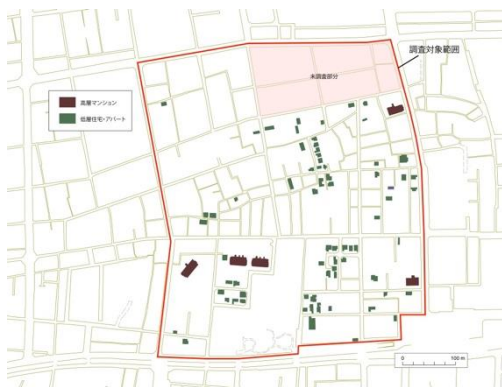 調査対象範囲
未調査部分
高層マンション
低層住宅・アパート
0 100 m